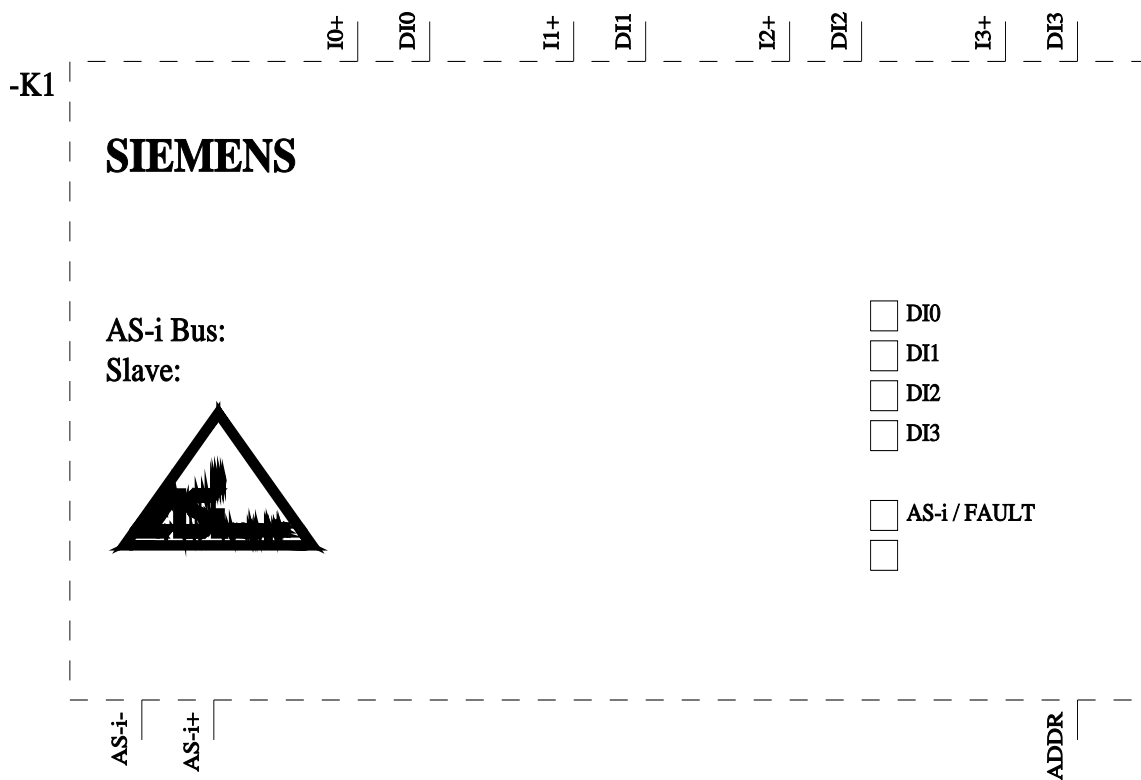 I0+ DI0 I1+ DI1 I2+ DI2 I3+ DI3
-K1
SIEMENS
AS-i Bus:
Slave:
DI0
DI1
DI2
DI3
AS-i / FAULT
AS-i- AS-i+ ADDR